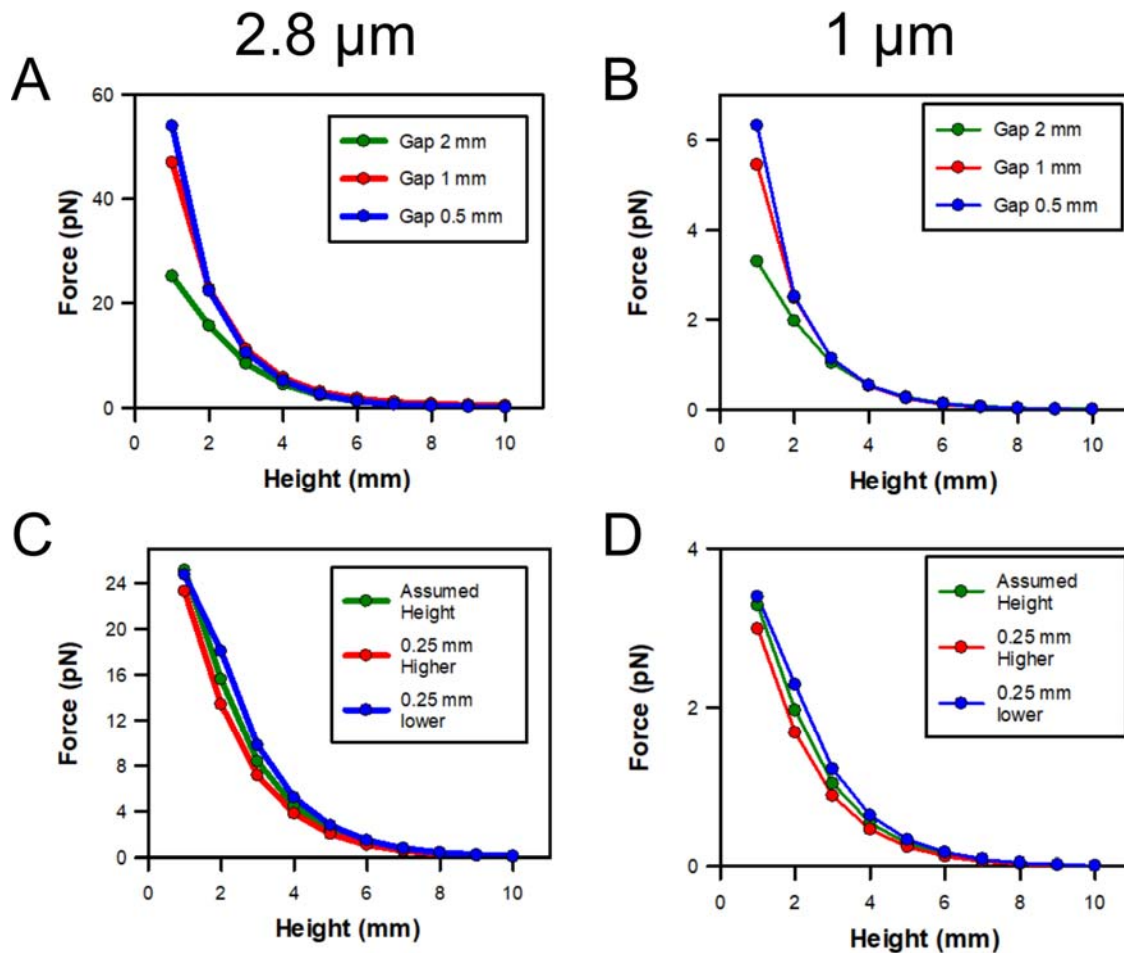 2.8 µm
1 µm
A
60
40
20
0
Force (pN)
Gap 2 mm
Gap 1 mm
Gap 0.5 mm
0 2 4 6 8 10
Height (mm)
B
6
4
2
0
Force (pN)
Gap 2 mm
Gap 1 mm
Gap 0.5 mm
0 2 4 6 8 10
Height (mm)
C
24
20
16
12
8
4
0
Force (pN)
Assumed
Height
0.25 mm
Higher
0.25 mm
lower
0 2 4 6 8 10
Height (mm)
D
4
2
0
Force (pN)
Assumed
Height
0.25 mm
Higher
0.25 mm
lower
0 2 4 6 8 10
Height (mm)